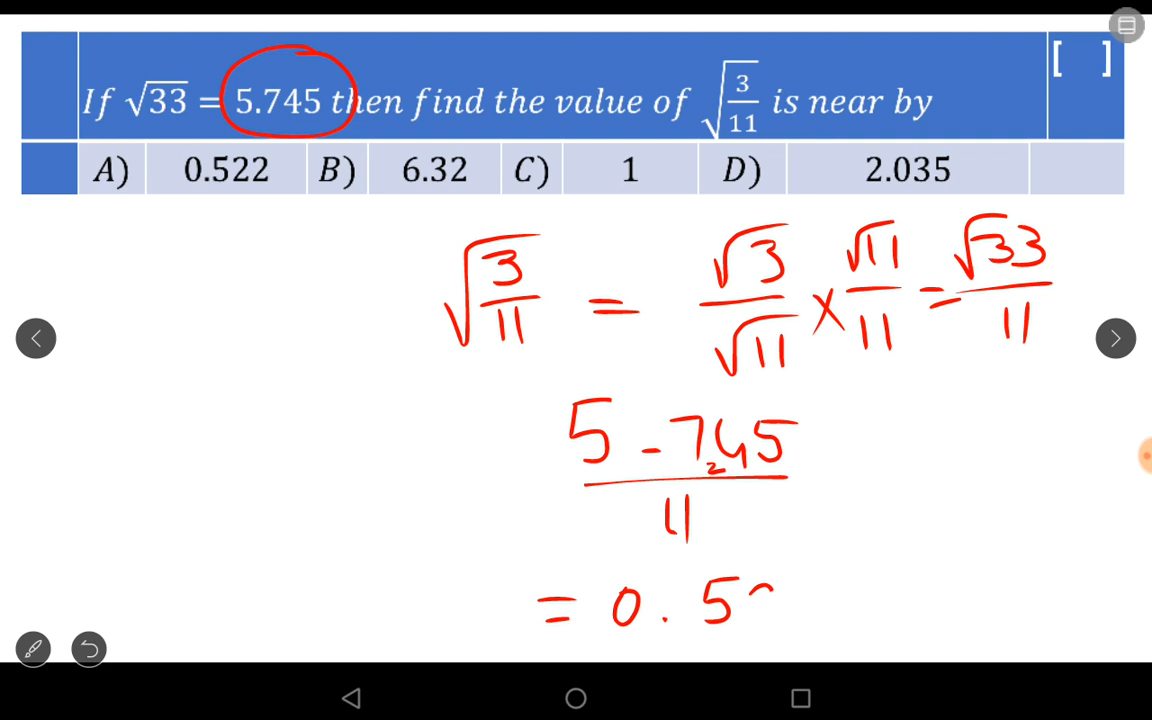 If √33 = 5.745 then find the value of √(3/11) is near by [ ]
A) 0.522 B) 6.32 C) 1 D) 2.035
√(3/11) = √3/√11 × √11/11 = √33/11
5.745/11
2
= 0.5